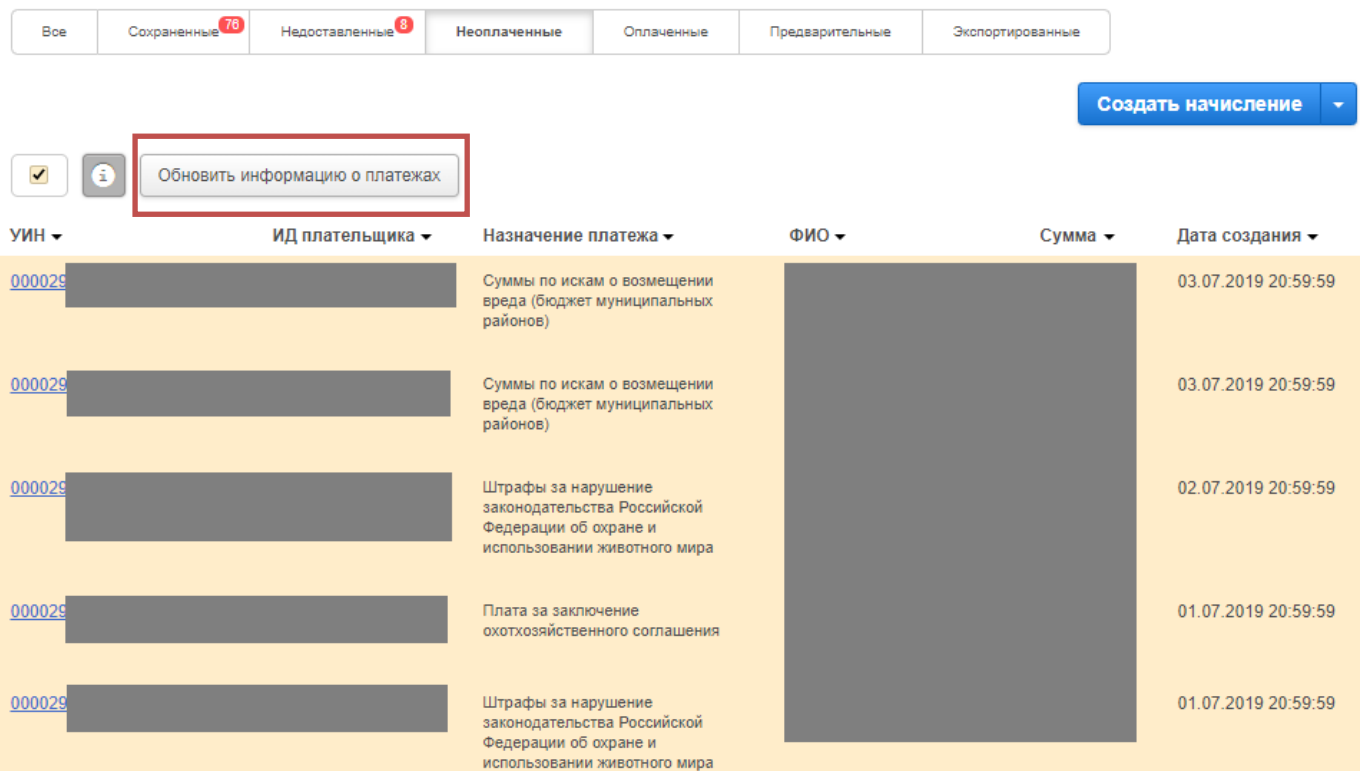 Все Сохраненные 76 Недоставленные 8 Неоплаченные Оплаченные Предварительные Экспортированные
Создать начисление
Обновить информацию о платежах
УИН ИД плательщика Назначение платежа ФИО Сумма Дата создания
000029 Суммы по искам о возмещении 03.07.2019 20:59:59
вреда (бюджет муниципальных
районов)
000029 Суммы по искам о возмещении 03.07.2019 20:59:59
вреда (бюджет муниципальных
районов)
000029 Штрафы за нарушение 02.07.2019 20:59:59
законодательства Российской
Федерации об охране и
использовании животного мира
000029 Плата за заключение 01.07.2019 20:59:59
охотхозяйственного соглашения
000029 Штрафы за нарушение 01.07.2019 20:59:59
законодательства Российской
Федерации об охране и
использовании животного мира